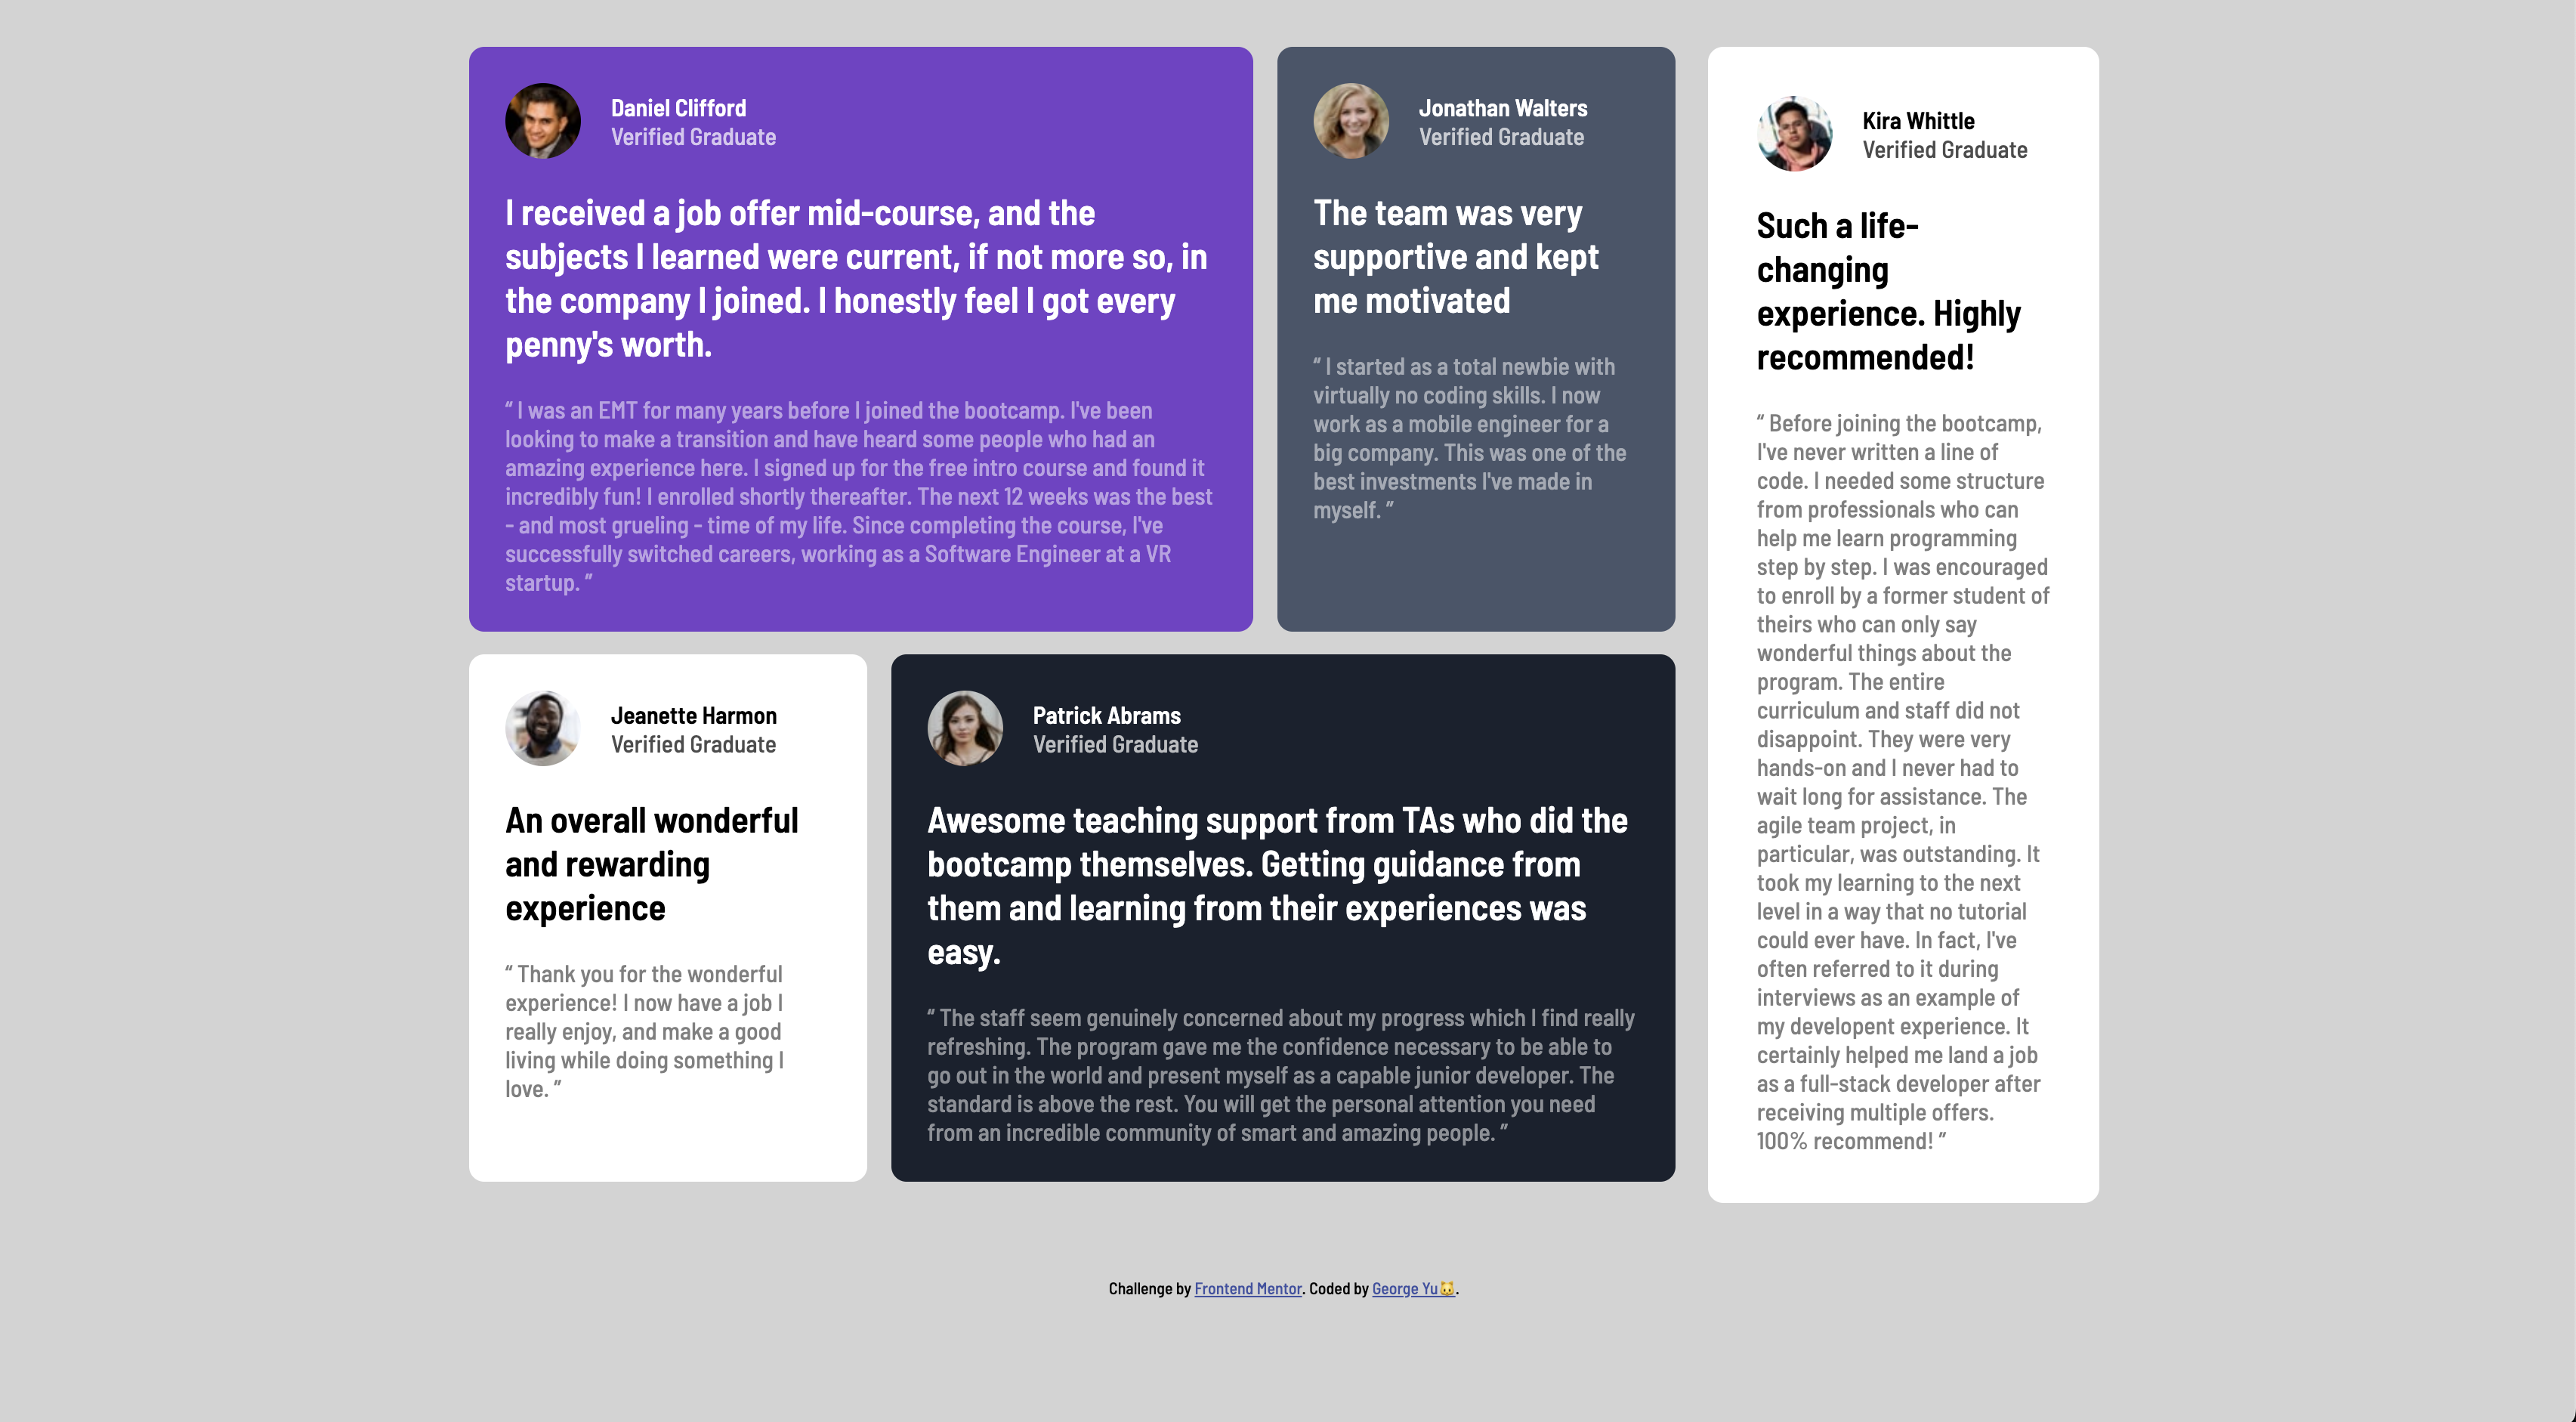 Daniel Clifford
Verified Graduate
I received a job offer mid-course, and the
subjects I learned were current, if not more so, in
the company I joined. I honestly feel I got every
penny's worth.
“ I was an EMT for many years before I joined the bootcamp. I've been
looking to make a transition and have heard some people who had an
amazing experience here. I signed up for the free intro course and found it
incredibly fun! I enrolled shortly thereafter. The next 12 weeks was the best
- and most grueling - time of my life. Since completing the course, I've
successfully switched careers, working as a Software Engineer at a VR
startup. ”
Jonathan Walters
Verified Graduate
The team was very
supportive and kept
me motivated
“ I started as a total newbie with
virtually no coding skills. I now
work as a mobile engineer for a
big company. This was one of the
best investments I've made in
myself. ”
Kira Whittle
Verified Graduate
Such a life-
changing
experience. Highly
recommended!
“ Before joining the bootcamp,
I've never written a line of
code. I needed some structure
from professionals who can
help me learn programming
step by step. I was encouraged
to enroll by a former student of
theirs who can only say
wonderful things about the
program. The entire
curriculum and staff did not
disappoint. They were very
hands-on and I never had to
wait long for assistance. The
agile team project, in
particular, was outstanding. It
took my learning to the next
level in a way that no tutorial
could ever have. In fact, I've
often referred to it during
interviews as an example of
my developent experience. It
certainly helped me land a job
as a full-stack developer after
receiving multiple offers.
100% recommend! ”
Jeanette Harmon
Verified Graduate
An overall wonderful
and rewarding
experience
“ Thank you for the wonderful
experience! I now have a job I
really enjoy, and make a good
living while doing something I
love. ”
Patrick Abrams
Verified Graduate
Awesome teaching support from TAs who did the
bootcamp themselves. Getting guidance from
them and learning from their experiences was
easy.
“ The staff seem genuinely concerned about my progress which I find really
refreshing. The program gave me the confidence necessary to be able to
go out in the world and present myself as a capable junior developer. The
standard is above the rest. You will get the personal attention you need
from an incredible community of smart and amazing people. ”
Challenge by Frontend Mentor. Coded by George Yu🐱.